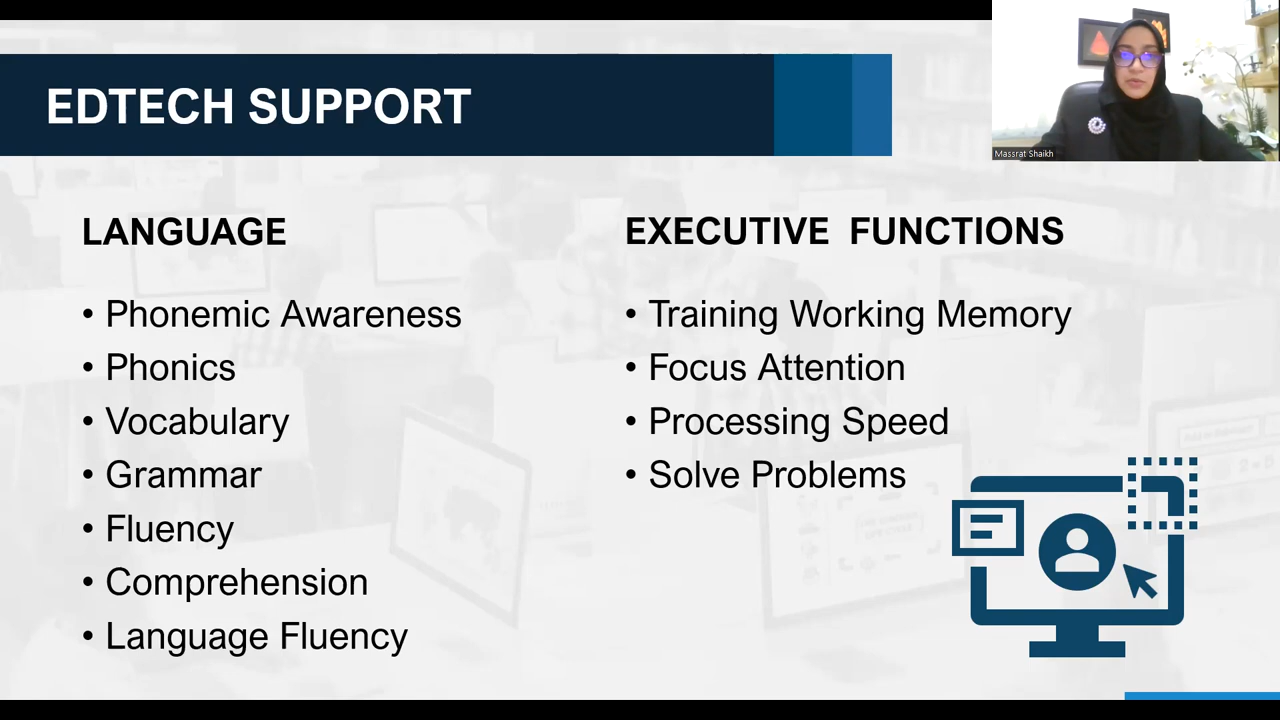 EDTECH SUPPORT
Massrat Shaikh
LANGUAGE
• Phonemic Awareness
• Phonics
• Vocabulary
• Grammar
• Fluency
• Comprehension
• Language Fluency
EXECUTIVE FUNCTIONS
• Training Working Memory
• Focus Attention
• Processing Speed
• Solve Problems